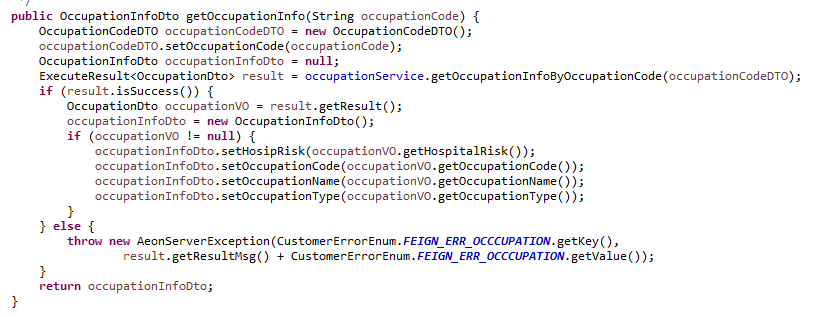 */
public OccupationInfoDto getOccupationInfo(String occupationCode) {
    OccupationCodeDTO occupationCodeDTO = new OccupationCodeDTO();
    occupationCodeDTO.setOccupationCode(occupationCode);
    OccupationInfoDto occupationInfoDto = null;
    ExecuteResult<OccupationDto> result = occupationService.getOccupationInfoByOccupationCode(occupationCodeDTO);
    if (result.isSuccess()) {
        OccupationDto occupationVO = result.getResult();
        occupationInfoDto = new OccupationInfoDto();
        if (occupationVO != null) {
            occupationInfoDto.setHosipRisk(occupationVO.getHospitalRisk());
            occupationInfoDto.setOccupationCode(occupationVO.getOccupationCode());
            occupationInfoDto.setOccupationName(occupationVO.getOccupationName());
            occupationInfoDto.setOccupationType(occupationVO.getOccupationType());
        }
    } else {
        throw new AeonServerException(CustomerErrorEnum.FEIGN_ERR_OCCCUPATION.getKey(),
                result.getResultMsg() + CustomerErrorEnum.FEIGN_ERR_OCCCUPATION.getValue());
    }
    return occupationInfoDto;
}